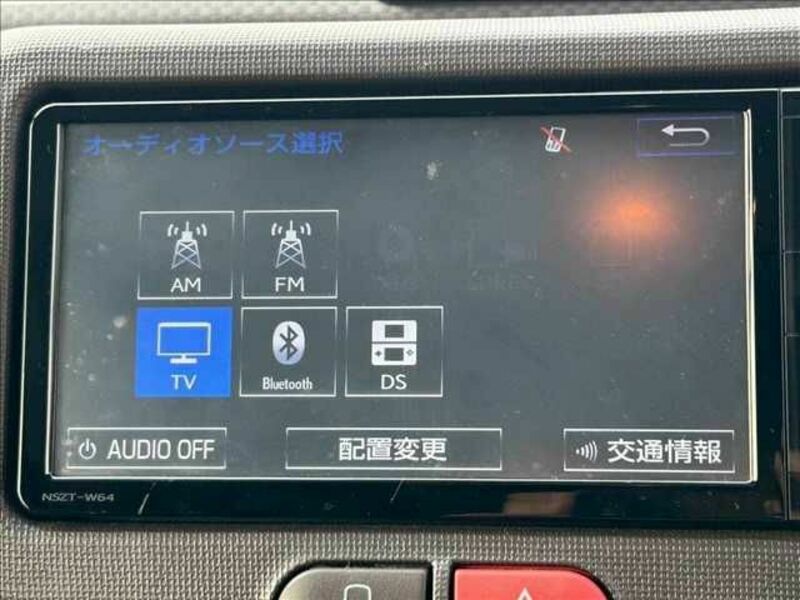 オーディオソース選択
AM
FM
TV
Bluetooth
DS
AUDIO OFF
配置変更
交通情報
NSZT-W64